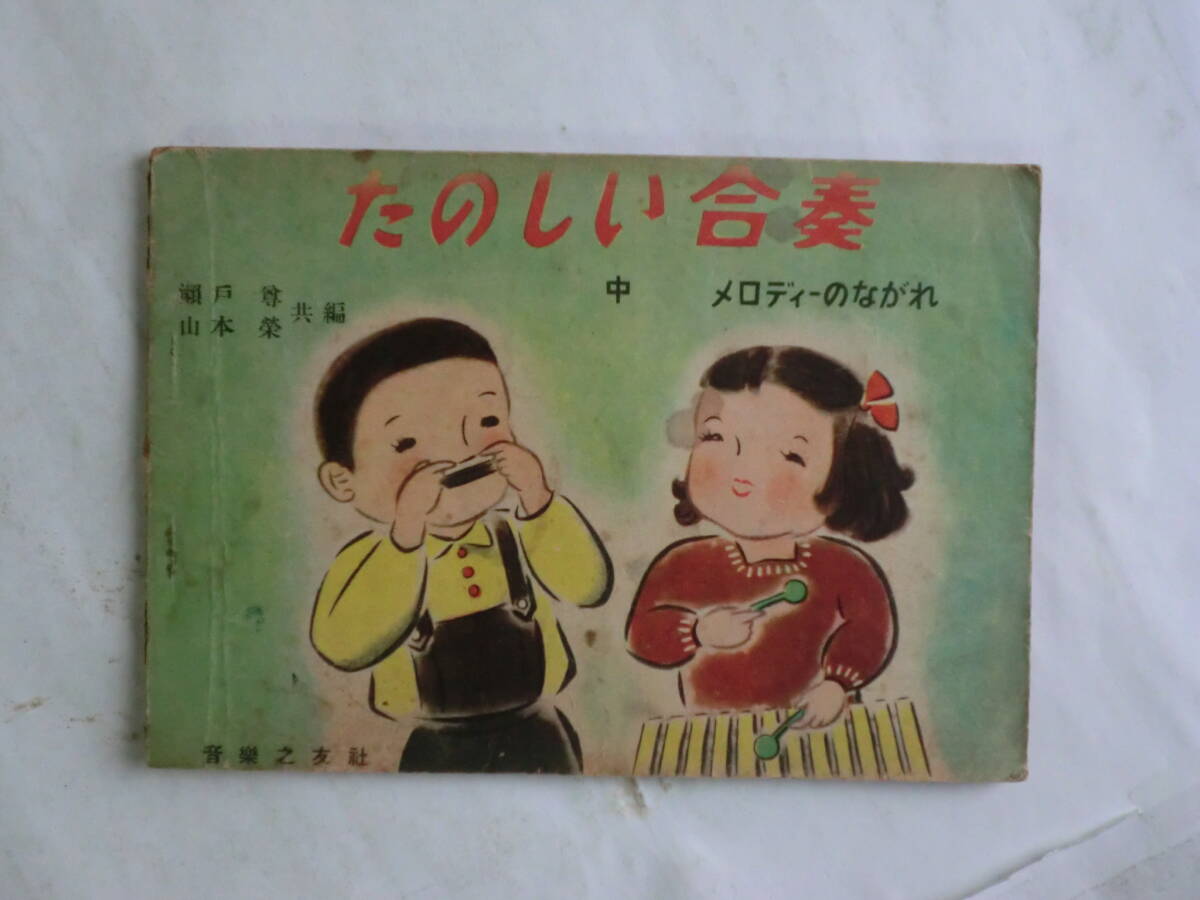 たのしい合奏
中　メロディーのながれ
瀬戸　尊
山本　榮
共編
音樂之友社